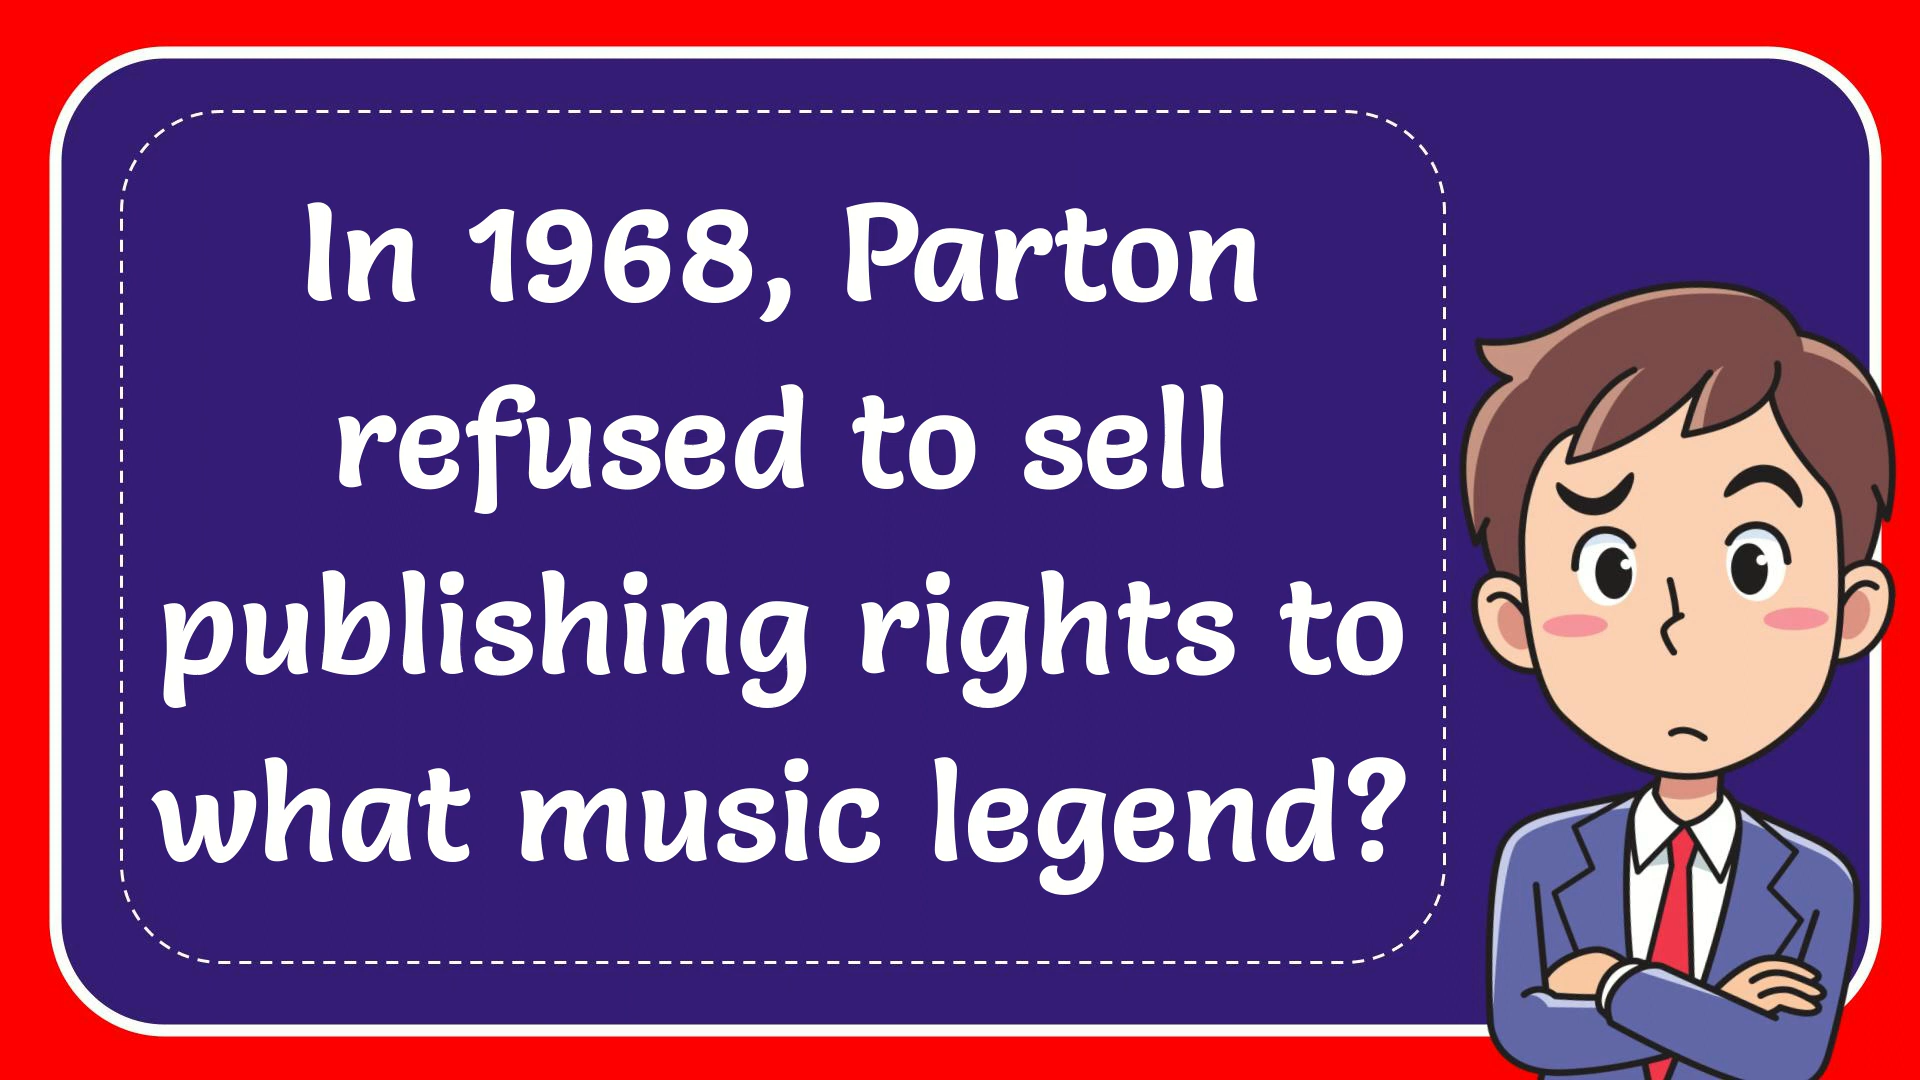 In 1968, Parton
refused to sell
publishing rights to
what music legend?